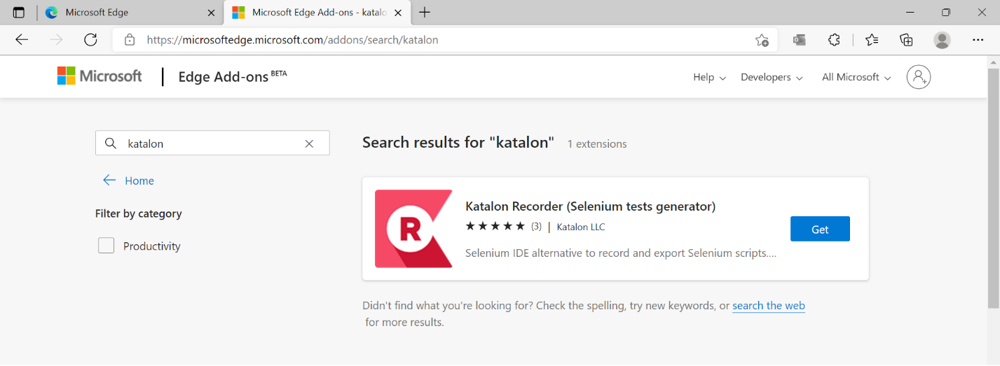 Microsoft Edge
Microsoft Edge Add-ons - katalo
https://microsoftedge.microsoft.com/addons/search/katalon
Microsoft | Edge Add-ons BETA
Help
Developers
All Microsoft
katalon
Home
Filter by category
Productivity
Search results for "katalon" 1 extensions
R
Katalon Recorder (Selenium tests generator)
(3) | Katalon LLC
Selenium IDE alternative to record and export Selenium scripts....
Get
Didn't find what you're looking for? Check the spelling, try new keywords, or search the web
for more results.